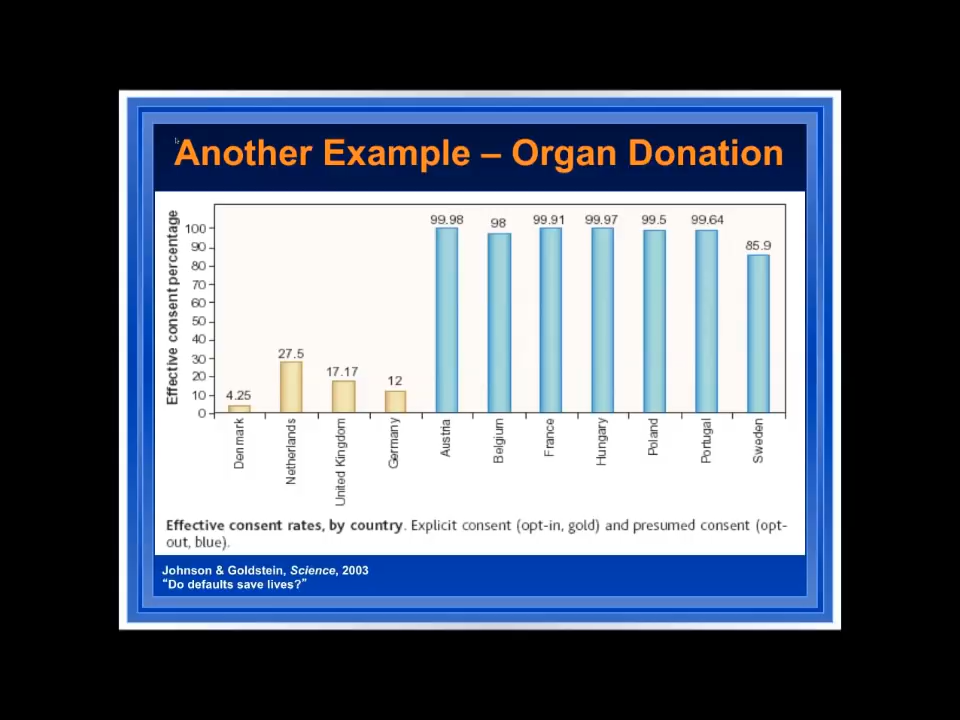 Another Example – Organ Donation
Effective consent percentage
100
90
80
70
60
50
40
30
20
10
0
4.25
27.5
17.17
12
99.98
98
99.91
99.97
99.5
99.64
85.9
Denmark
Netherlands
United Kingdom
Germany
Austria
Belgium
France
Hungary
Poland
Portugal
Sweden
Effective consent rates, by country. Explicit consent (opt-in, gold) and presumed consent (opt-
out, blue).
Johnson & Goldstein, Science, 2003
“Do defaults save lives?”